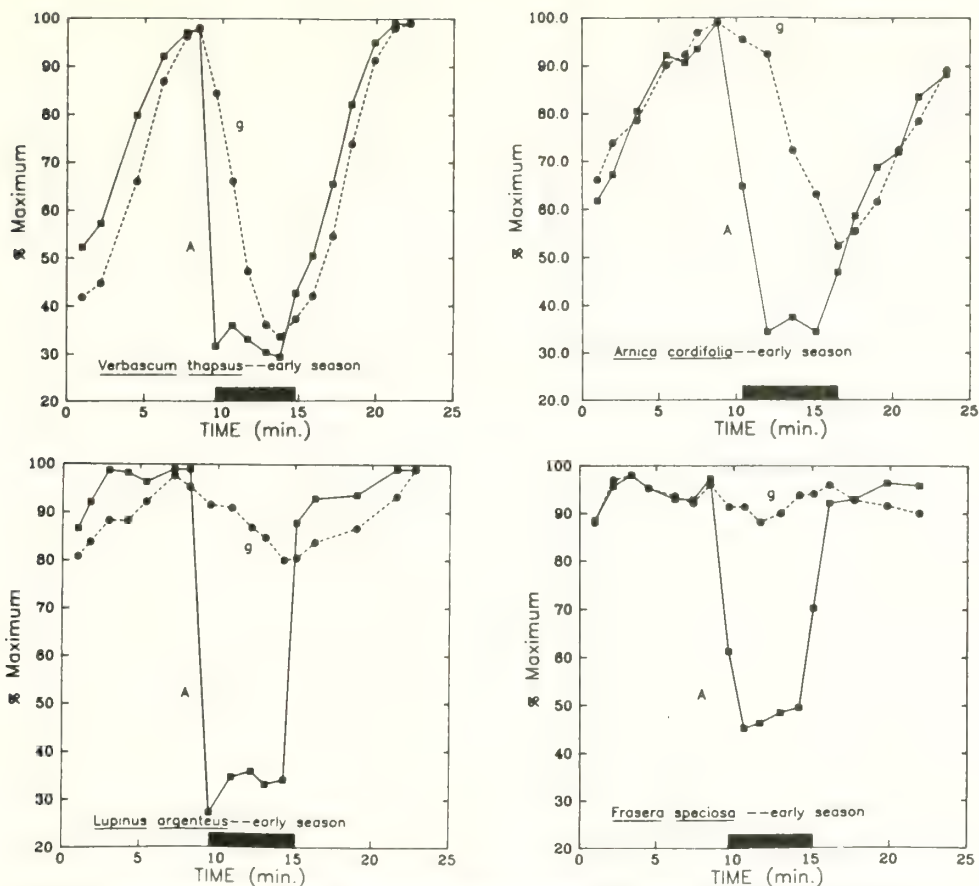 100
90
80
70
60
50
40
30
20
% Maximum
g
A
Verbascum thapsus--early season
0 5 10 15 20 25
TIME (min.)
100.0
90.0
80.0
70.0
60.0
50.0
40.0
30.0
20.0
% Maximum
g
A
Arnica cordifolia--early season
0 5 10 15 20 25
TIME (min.)
100
90
80
70
60
50
40
30
20
% Maximum
g
A
Lupinus argenteus--early season
0 5 10 15 20 25
TIME (min.)
100
90
80
70
60
50
40
30
20
% Maximum
g
A
Frasera speciosa --early season
0 5 10 15 20 25
TIME (min.)